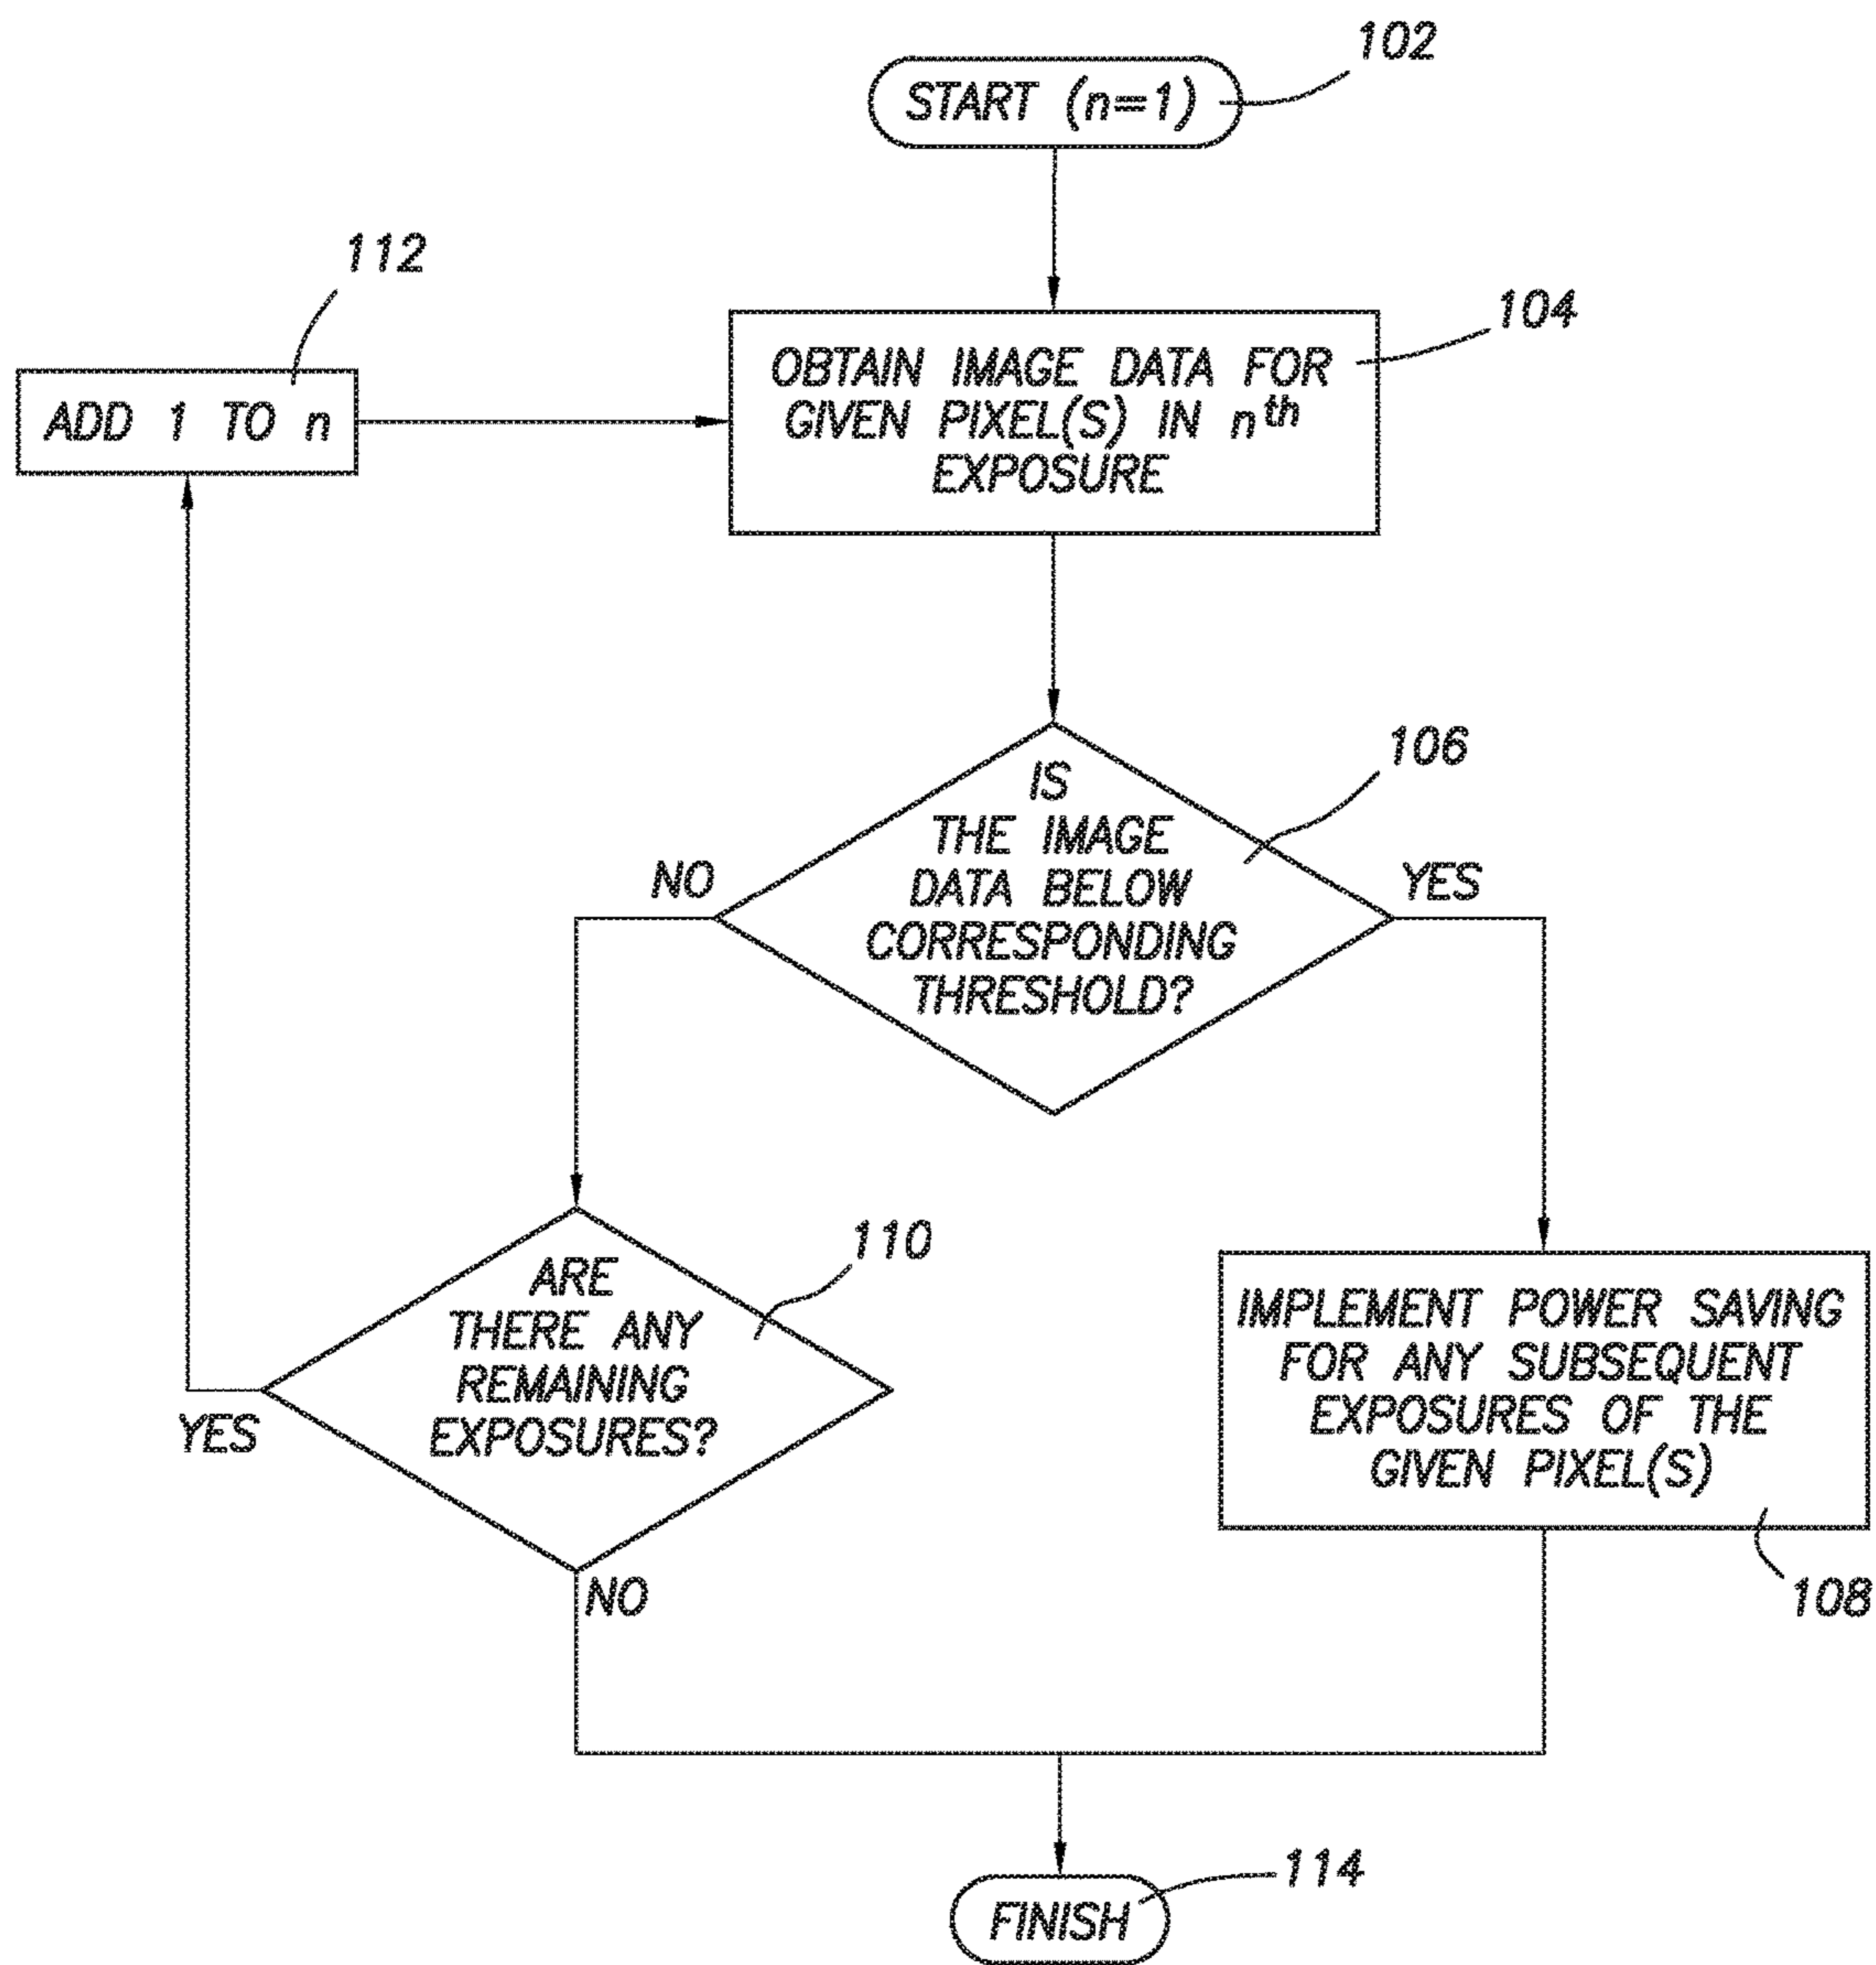 102
START (n=1)
112
104
ADD 1 TO n
OBTAIN IMAGE DATA FOR
GIVEN PIXEL(S) IN nth
EXPOSURE
106
IS
THE IMAGE
DATA BELOW
CORRESPONDING
THRESHOLD?
NO
YES
110
ARE
THERE ANY
REMAINING
EXPOSURES?
YES
NO
IMPLEMENT POWER SAVING
FOR ANY SUBSEQUENT
EXPOSURES OF THE
GIVEN PIXEL(S)
108
114
FINISH